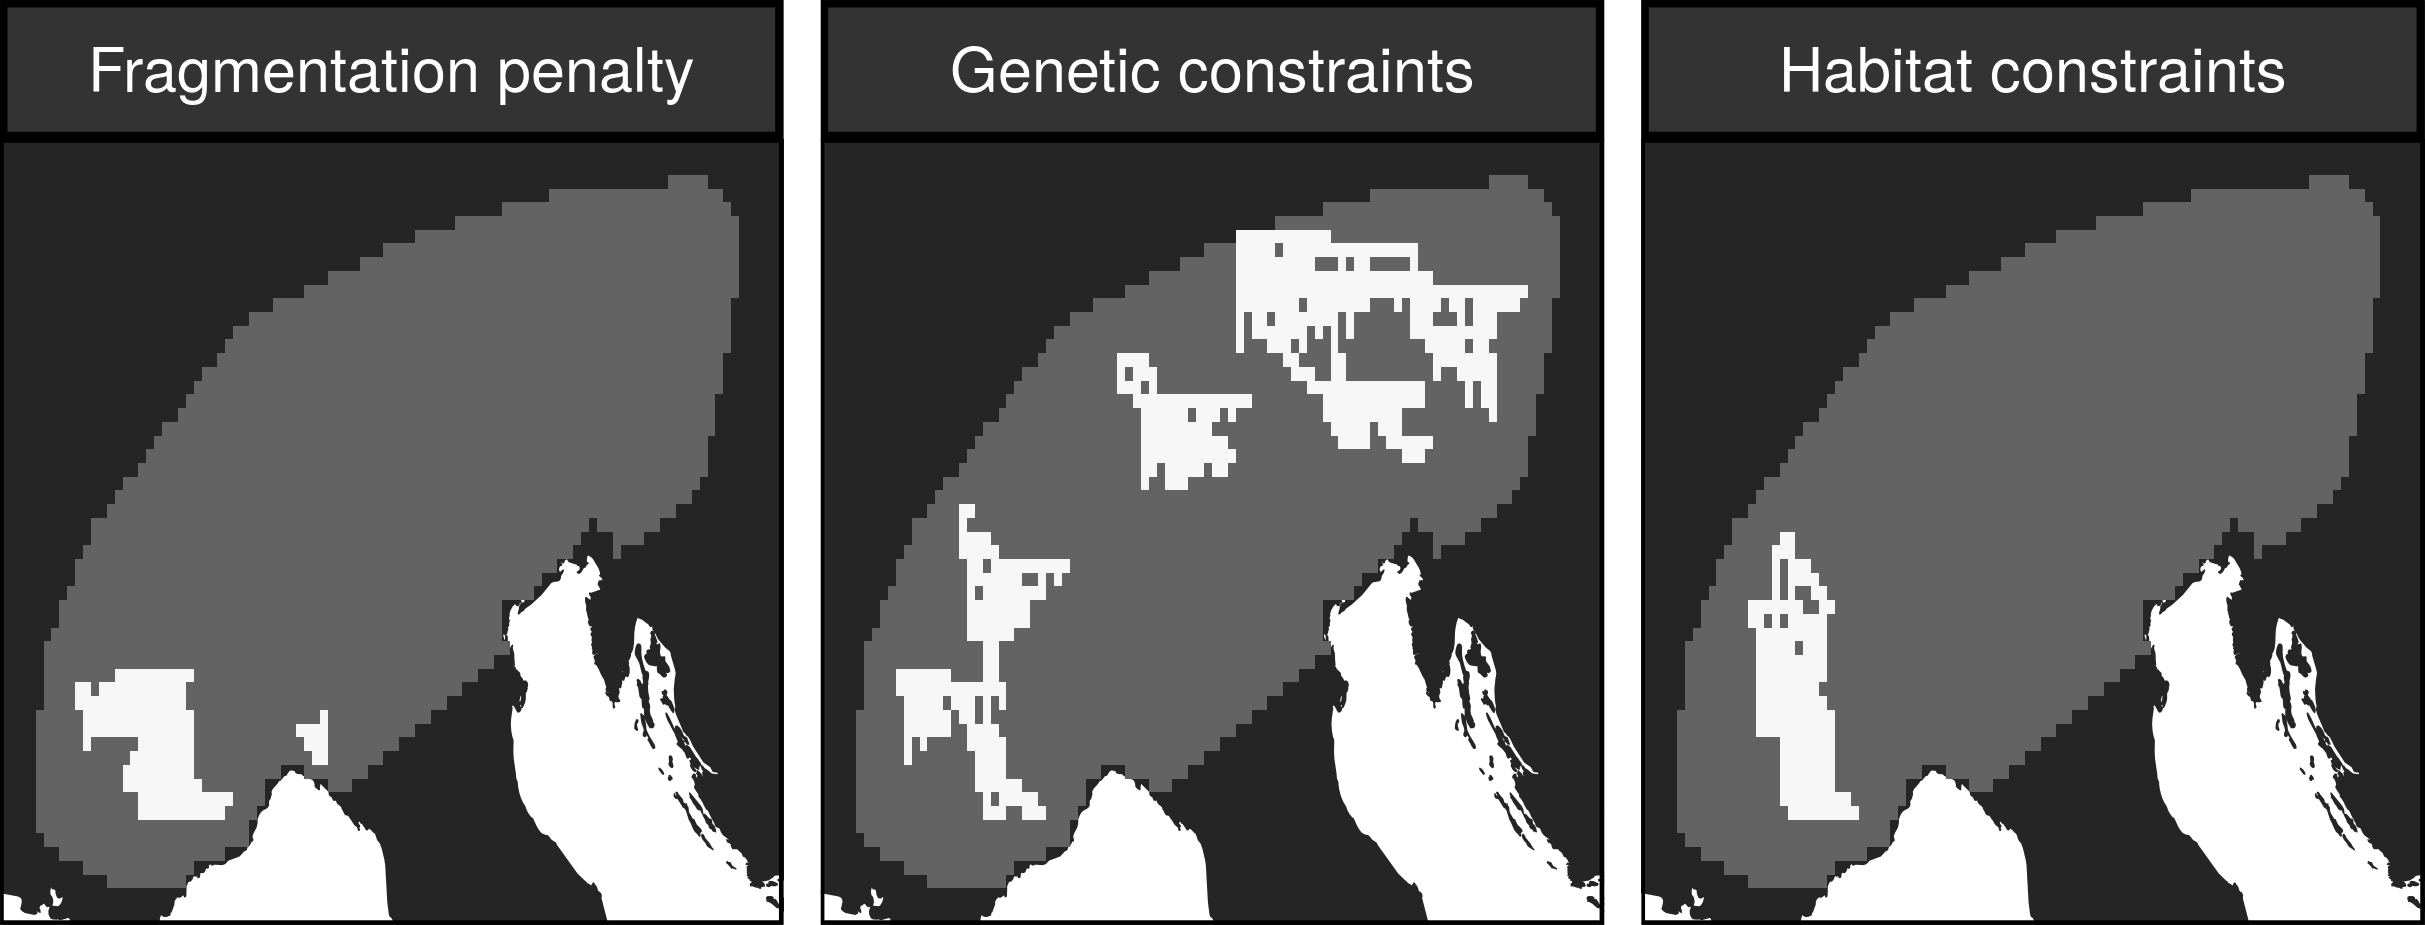 Fragmentation penalty
Genetic constraints
Habitat constraints